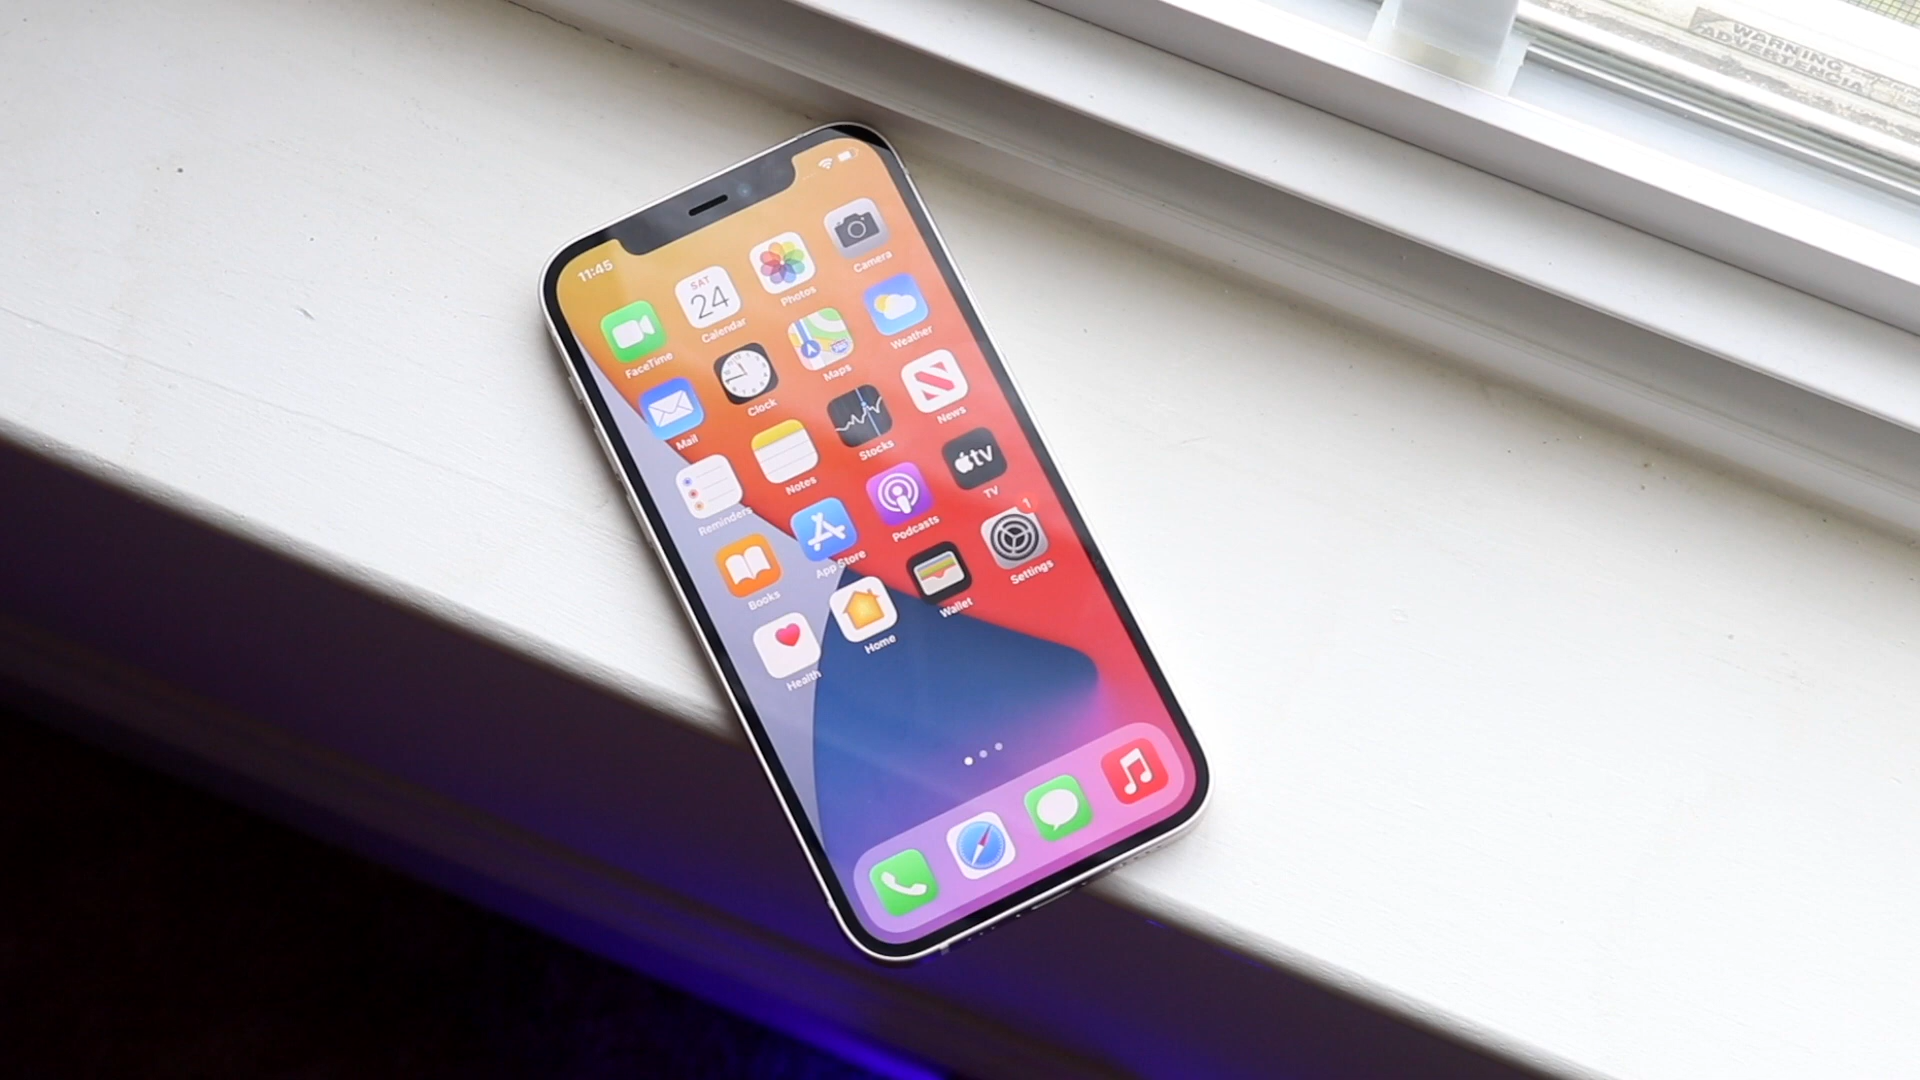 11:45
FaceTime
SAT
24
Calendar
Photos
Camera
Mail
Clock
Maps
Weather
Reminders
Notes
Stocks
News
Books
App Store
Podcasts
tv
TV
Health
Home
Wallet
1
Settings
WARNING
ADVERTENCIA